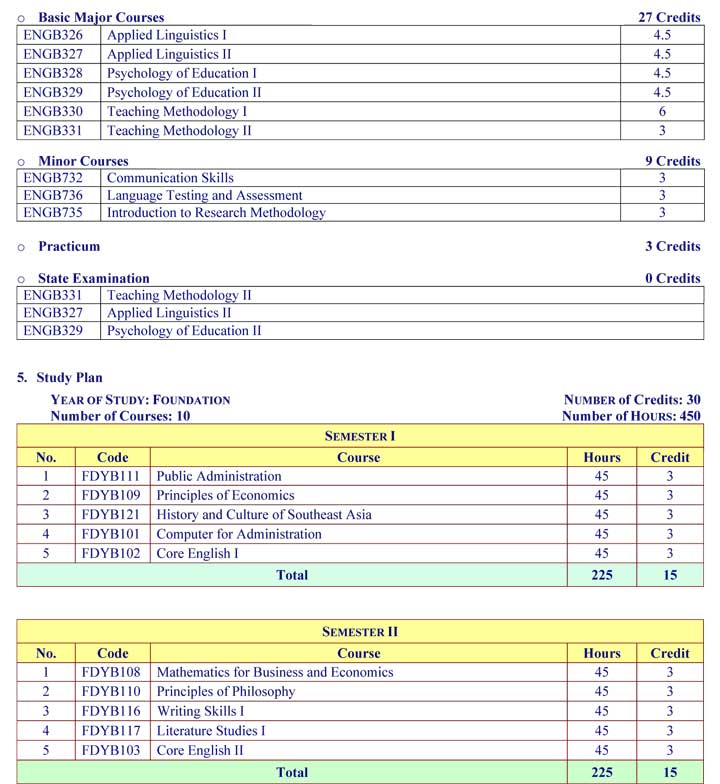 o Basic Major Courses 27 Credits
ENGB326 Applied Linguistics I 4.5
ENGB327 Applied Linguistics II 4.5
ENGB328 Psychology of Education I 4.5
ENGB329 Psychology of Education II 4.5
ENGB330 Teaching Methodology I 6
ENGB331 Teaching Methodology II 3
o Minor Courses 9 Credits
ENGB732 Communication Skills 3
ENGB736 Language Testing and Assessment 3
ENGB735 Introduction to Research Methodology 3
o Practicum 3 Credits
o State Examination 0 Credits
ENGB331 Teaching Methodology II
ENGB327 Applied Linguistics II
ENGB329 Psychology of Education II
5. Study Plan
YEAR OF STUDY: FOUNDATION NUMBER of Credits: 30
Number of Courses: 10 Number of HOURS: 450
SEMESTER I
No. Code Course Hours Credit
1 FDYB111 Public Administration 45 3
2 FDYB109 Principles of Economics 45 3
3 FDYB121 History and Culture of Southeast Asia 45 3
4 FDYB101 Computer for Administration 45 3
5 FDYB102 Core English I 45 3
Total 225 15
SEMESTER II
No. Code Course Hours Credit
1 FDYB108 Mathematics for Business and Economics 45 3
2 FDYB110 Principles of Philosophy 45 3
3 FDYB116 Writing Skills I 45 3
4 FDYB117 Literature Studies I 45 3
5 FDYB103 Core English II 45 3
Total 225 15